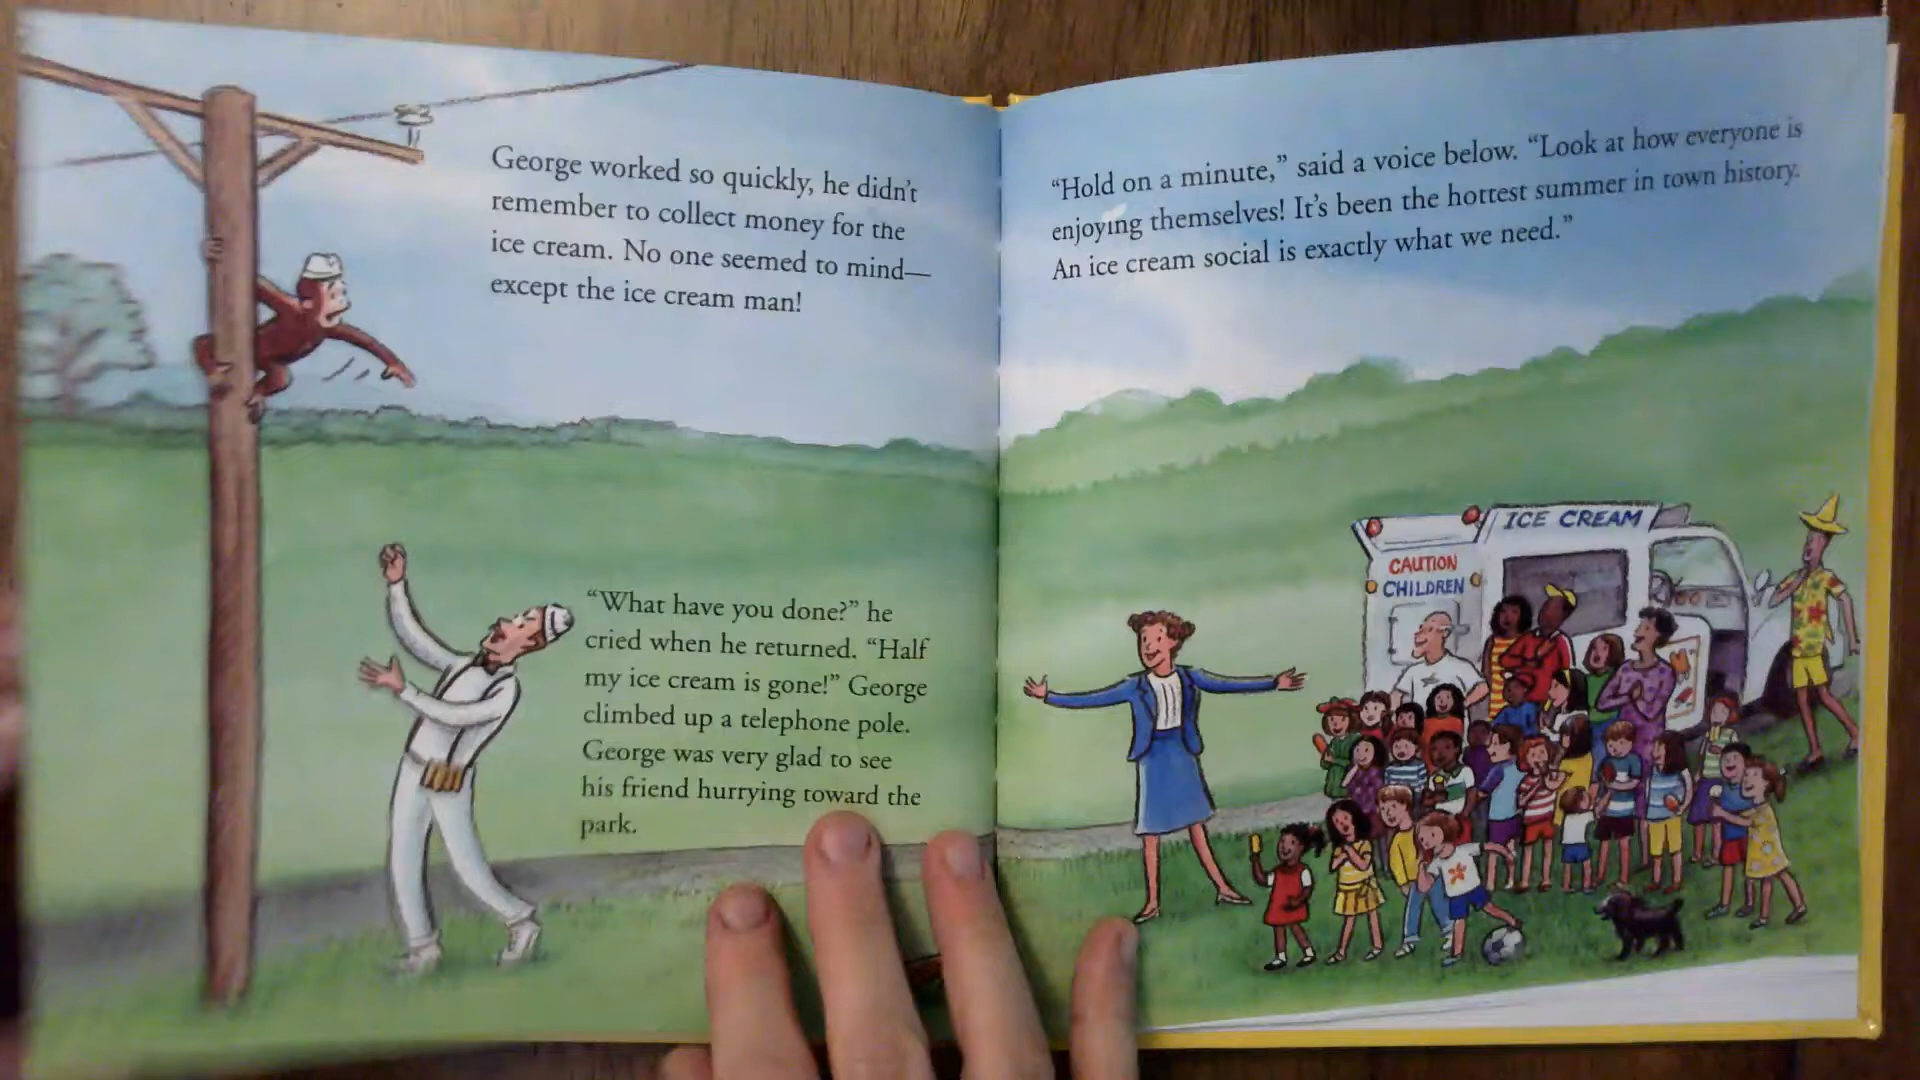 George worked so quickly, he didn't
remember to collect money for the
ice cream. No one seemed to mind—
except the ice cream man!
“What have you done?” he
cried when he returned. “Half
my ice cream is gone!” George
climbed up a telephone pole.
George was very glad to see
his friend hurrying toward the
park.
“Hold on a minute,” said a voice below. “Look at how everyone is
enjoying themselves! It's been the hottest summer in town history.
An ice cream social is exactly what we need.”
ICE CREAM
CAUTION
CHILDREN